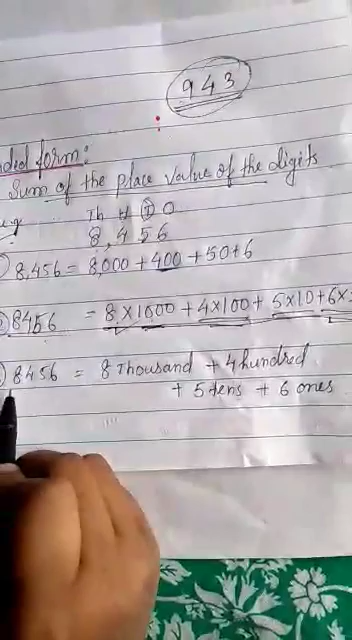 943
ded form:
Sum of the place value of the digits
eg Th H T O
8,456
8,456 = 8,000 + 400 + 50 + 6
8456 = 8×1000 + 4×100 + 5×10 + 6×
8456 = 8 Thousand + 4 hundred
+ 5 tens + 6 ones